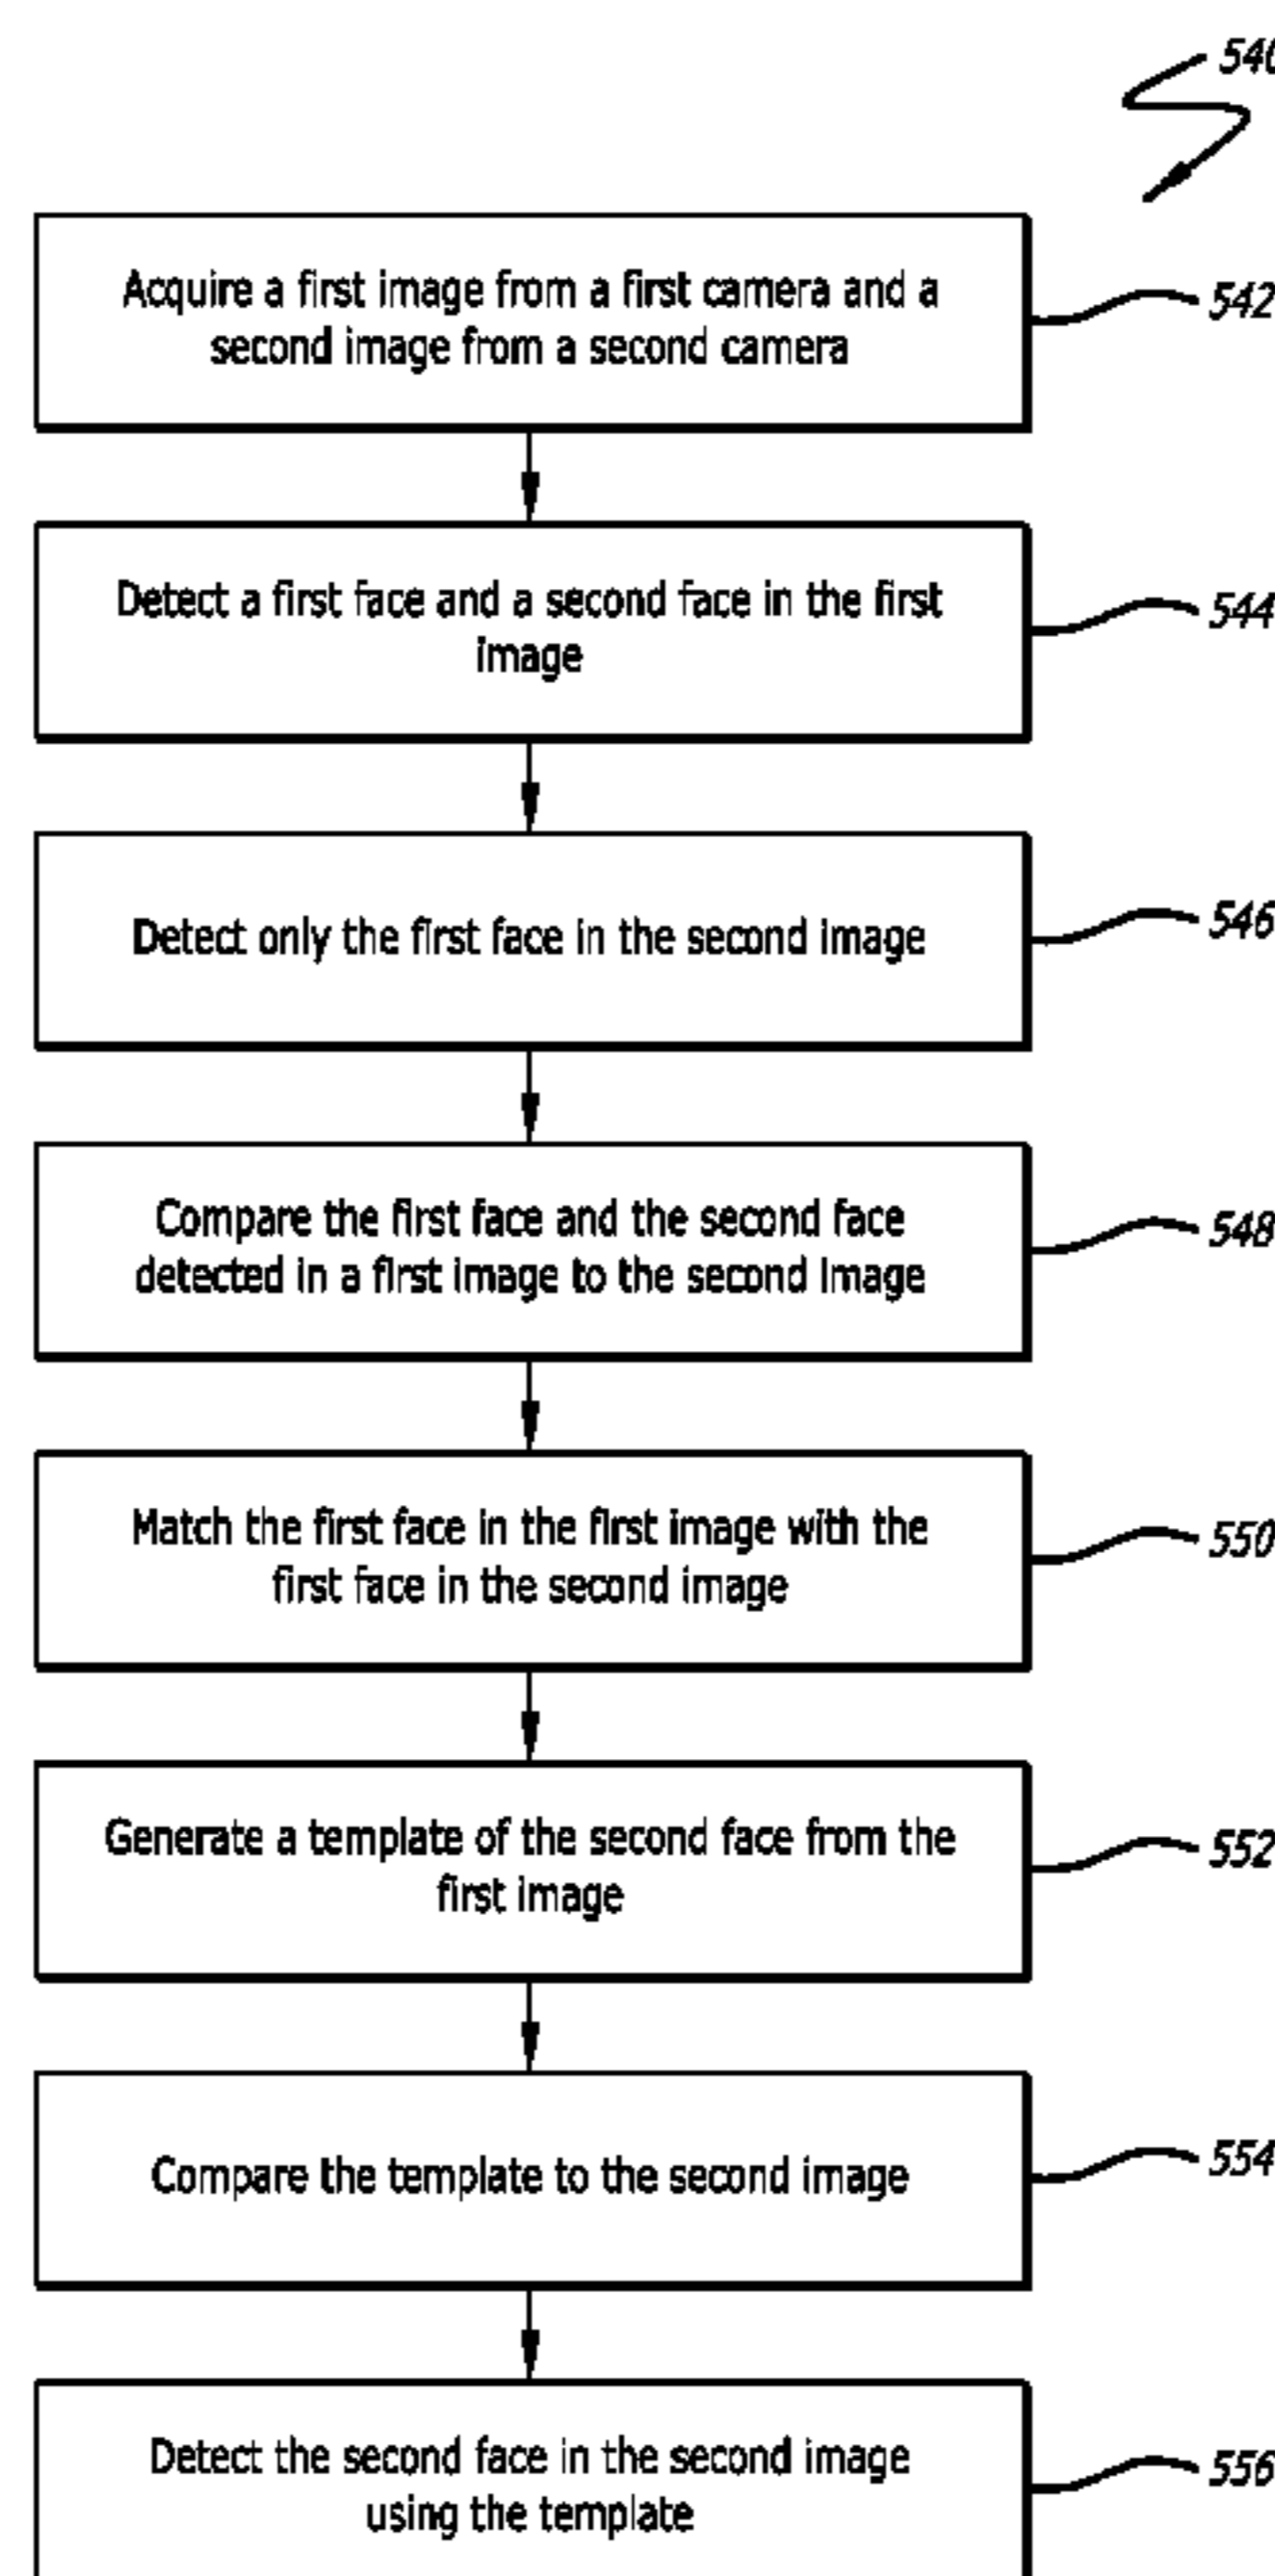 540
Acquire a first image from a first camera and a
second image from a second camera
542
Detect a first face and a second face in the first
image
544
Detect only the first face in the second image
546
Compare the first face and the second face
detected in a first image to the second image
548
Match the first face in the first image with the
first face in the second image
550
Generate a template of the second face from the
first image
552
Compare the template to the second image
554
Detect the second face in the second image
using the template
556